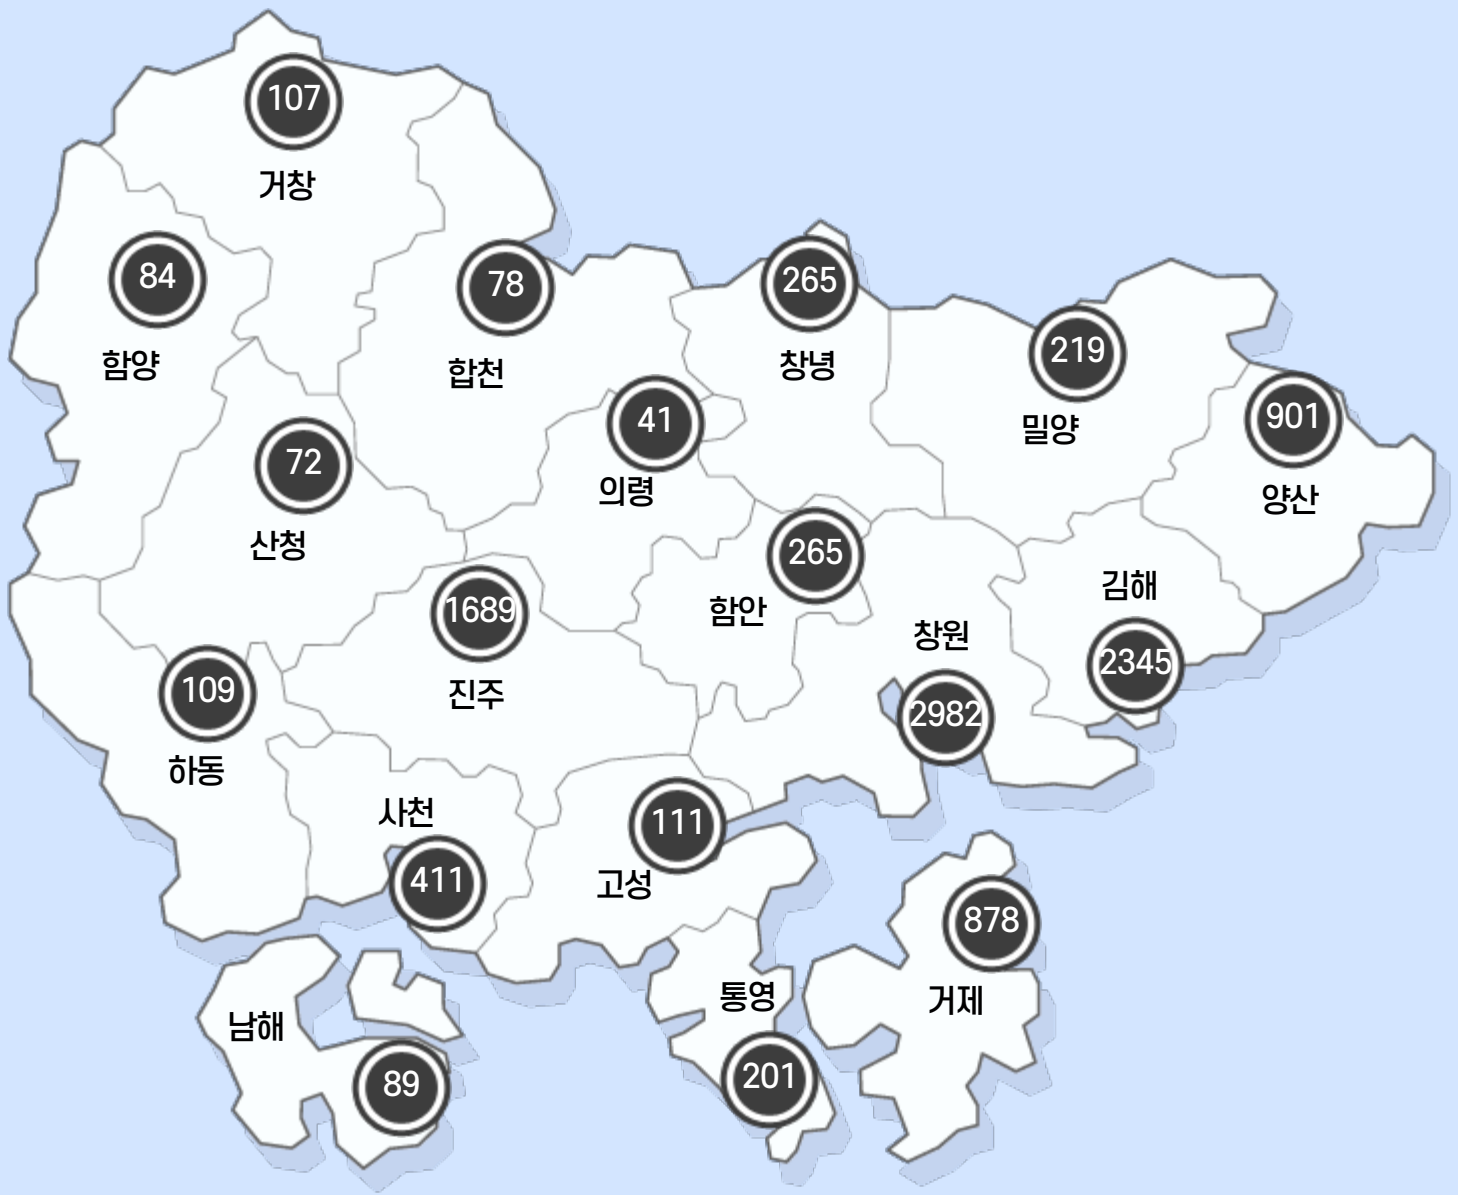 107
거창
84
함양
78
합천
265
창녕
219
밀양
901
양산
41
의령
72
산청
265
함안
김해
2345
1689
진주
창원
2982
109
하동
사천
411
111
고성
878
거제
통영
201
남해
89